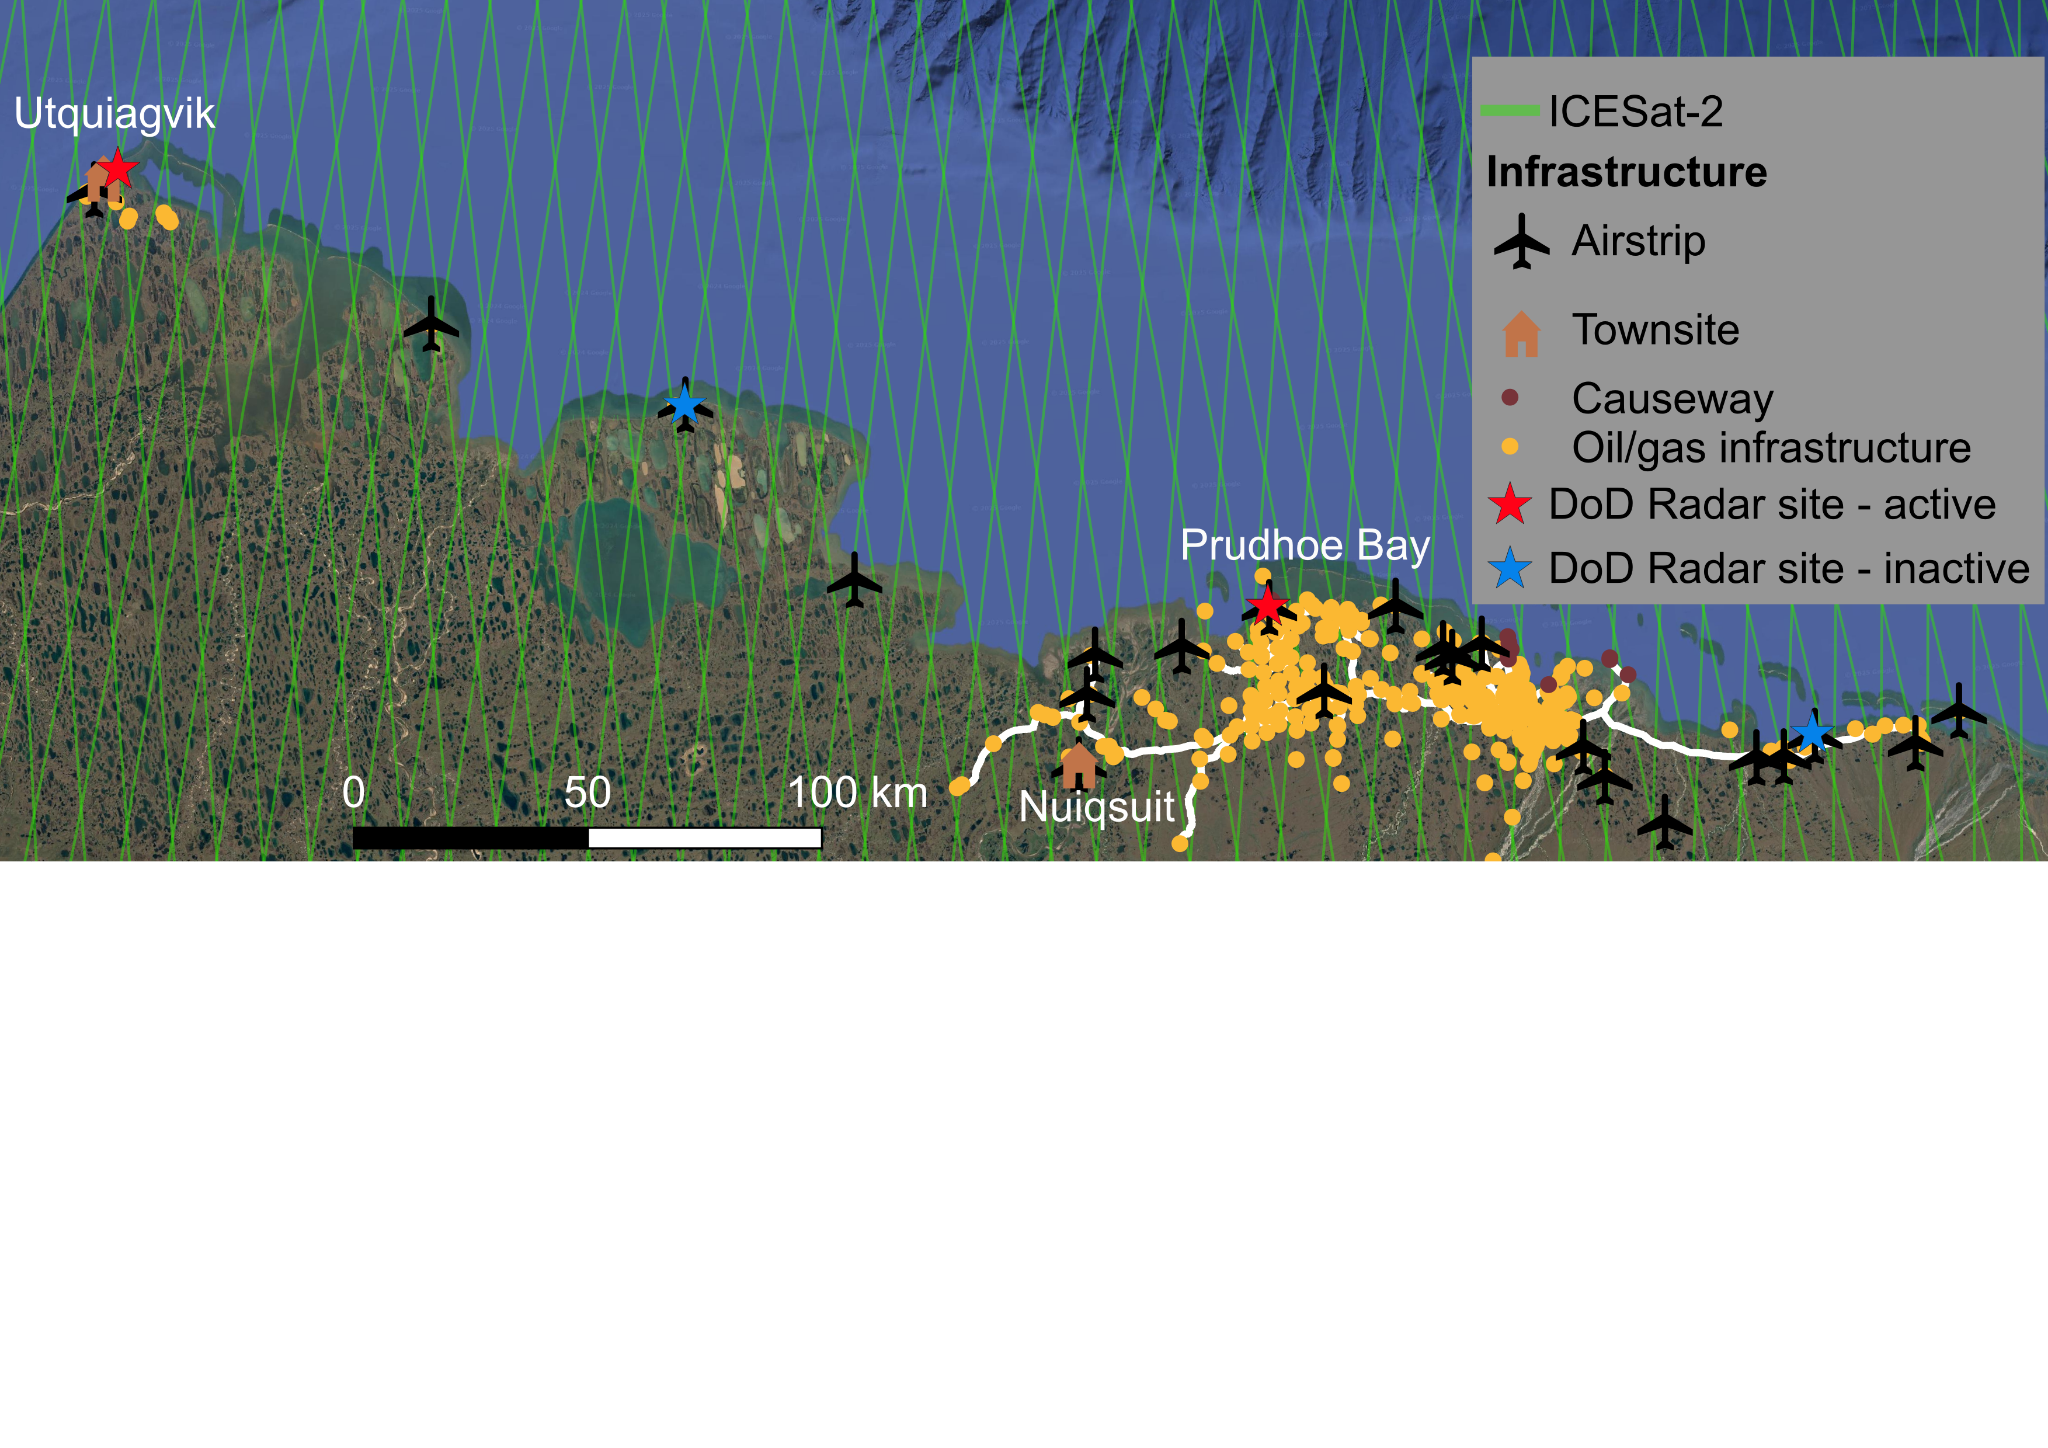 Utquiagvik
ICESat-2
Infrastructure
Airstrip
Townsite
Causeway
Oil/gas infrastructure
DoD Radar site - active
DoD Radar site - inactive
Prudhoe Bay
0 50 100 km
Nuiqsuit